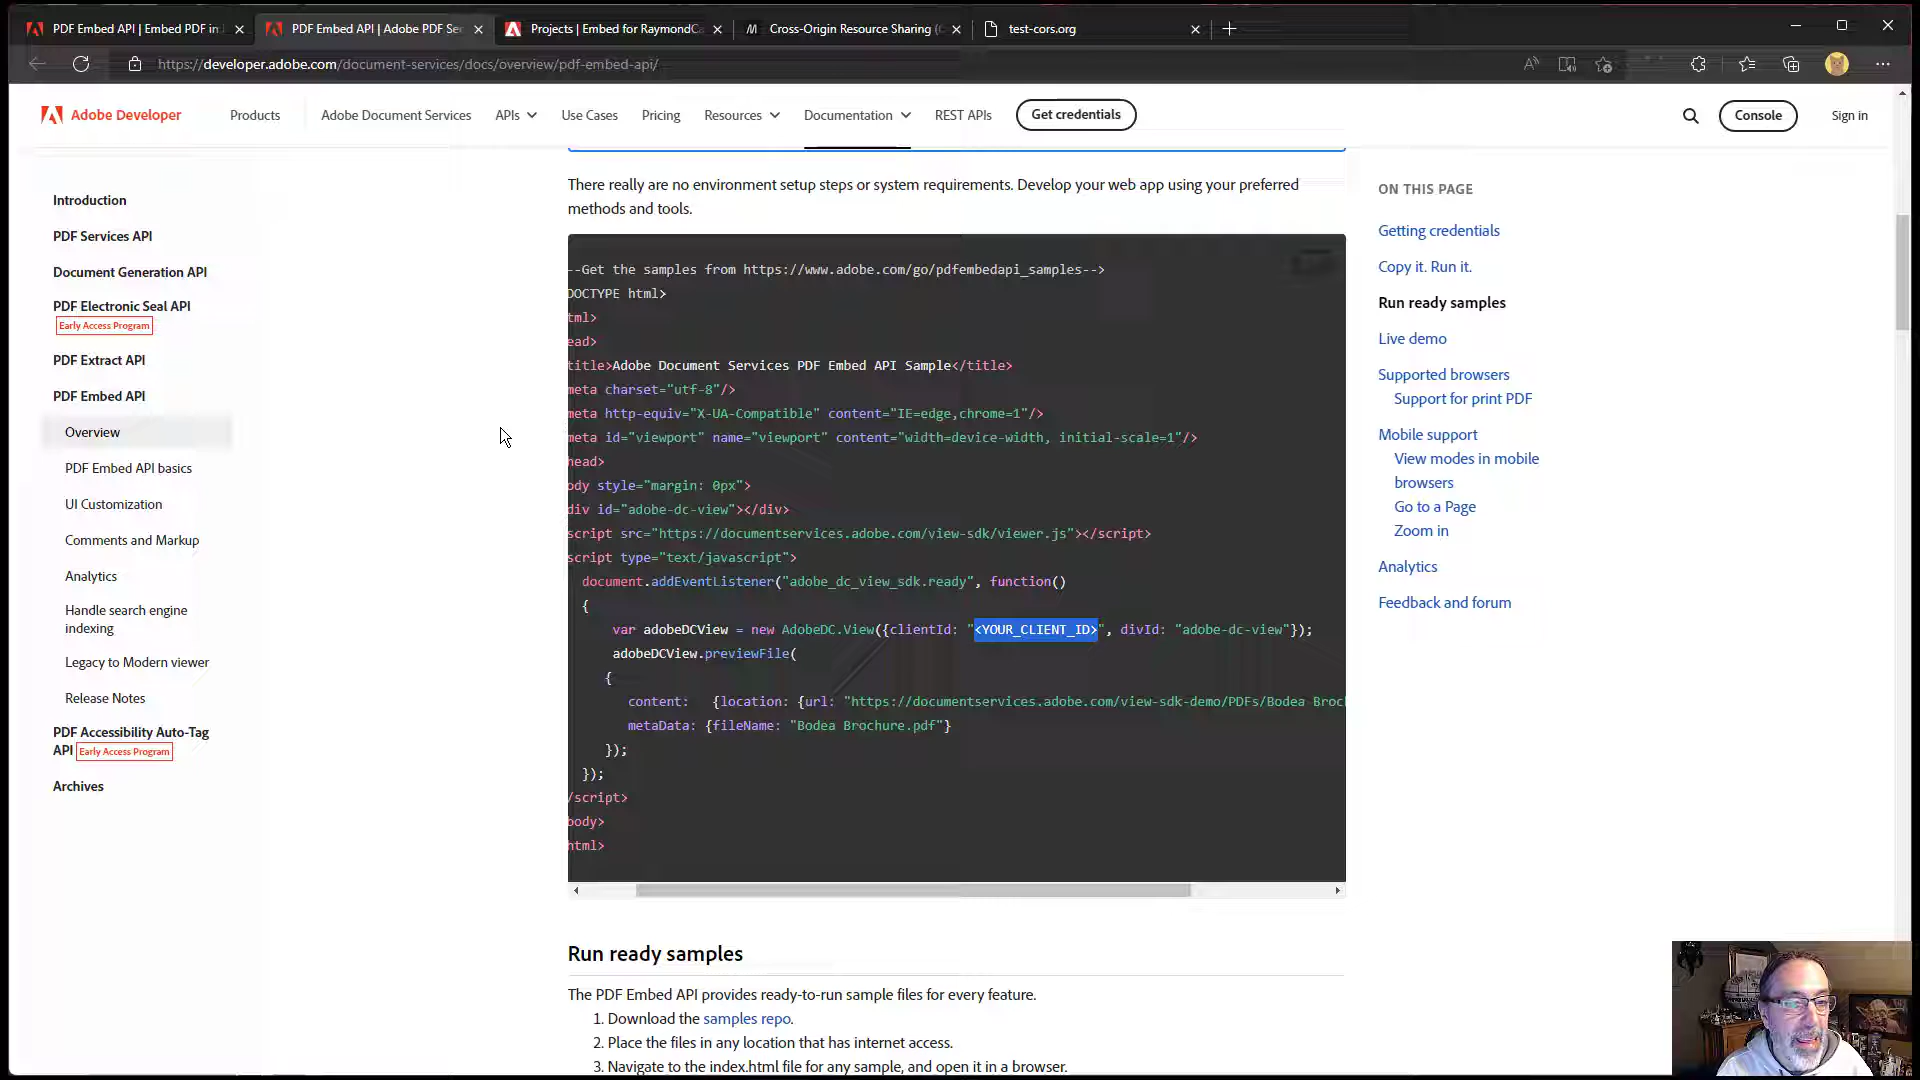 PDF Embed API | Embed PDF in
PDF Embed API | Adobe PDF Se
Projects | Embed for RaymondCa
Cross-Origin Resource Sharing (
test-cors.org
https://developer.adobe.com/document-services/docs/overview/pdf-embed-api/
Adobe Developer
Products
Adobe Document Services
APIs
Use Cases
Pricing
Resources
Documentation
REST APIs
Get credentials
Console
Sign in
Introduction
PDF Services API
Document Generation API
PDF Electronic Seal API
Early Access Program
PDF Extract API
PDF Embed API
Overview
PDF Embed API basics
UI Customization
Comments and Markup
Analytics
Handle search engine
indexing
Legacy to Modern viewer
Release Notes
PDF Accessibility Auto-Tag
API Early Access Program
Archives
There really are no environment setup steps or system requirements. Develop your web app using your preferred
methods and tools.
--Get the samples from https://www.adobe.com/go/pdfembedapi_samples-->
DOCTYPE html>
tml>
ead>
title>Adobe Document Services PDF Embed API Sample</title>
meta charset="utf-8"/>
meta http-equiv="X-UA-Compatible" content="IE=edge,chrome=1"/>
meta id="viewport" name="viewport" content="width=device-width, initial-scale=1"/>
head>
ody style="margin: 0px">
div id="adobe-dc-view"></div>
script src="https://documentservices.adobe.com/view-sdk/viewer.js"></script>
script type="text/javascript">
document.addEventListener("adobe_dc_view_sdk.ready", function()
{
var adobeDCView = new AdobeDC.View({clientId: "<YOUR_CLIENT_ID>", divId: "adobe-dc-view"});
adobeDCView.previewFile(
{
content: {location: {url: "https://documentservices.adobe.com/view-sdk-demo/PDFs/Bodea Broc
metaData: {fileName: "Bodea Brochure.pdf"}
});
});
/script>
body>
html>
Run ready samples
The PDF Embed API provides ready-to-run sample files for every feature.
1. Download the samples repo.
2. Place the files in any location that has internet access.
3. Navigate to the index.html file for any sample, and open it in a browser.
ON THIS PAGE
Getting credentials
Copy it. Run it.
Run ready samples
Live demo
Supported browsers
Support for print PDF
Mobile support
View modes in mobile
browsers
Go to a Page
Zoom in
Analytics
Feedback and forum